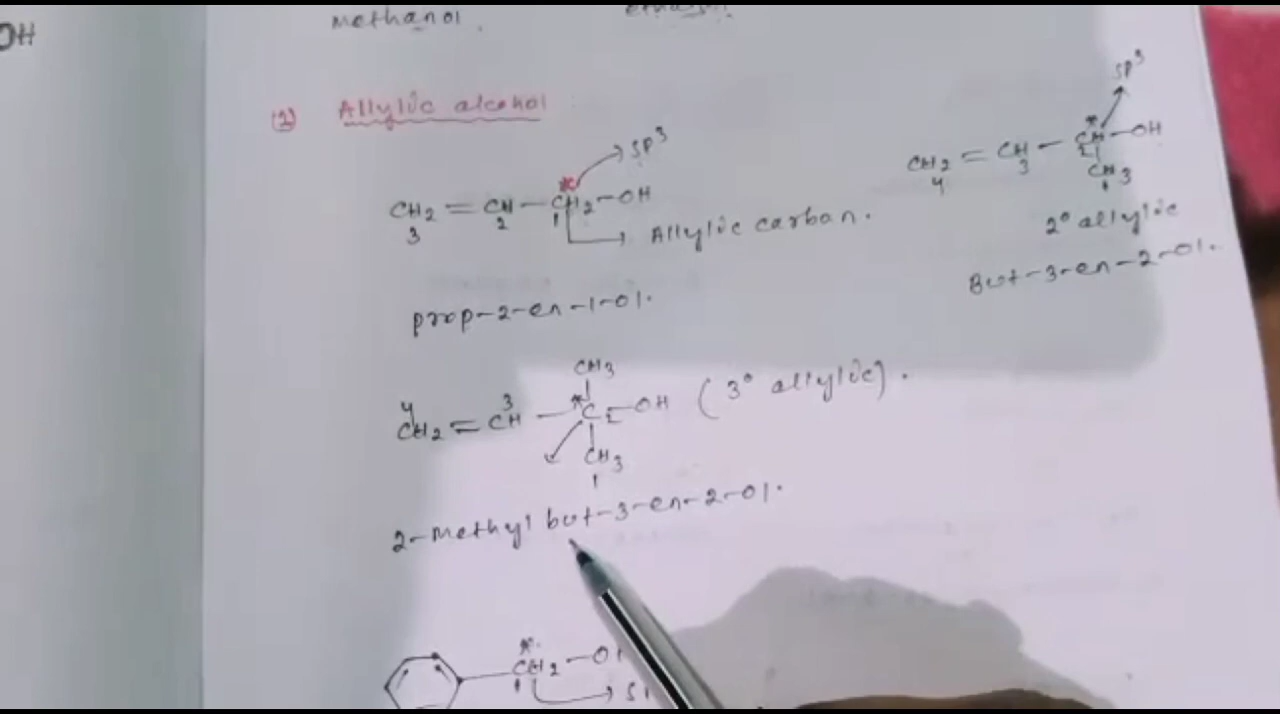 OH
methanol.
(2) Allylic alcohol
SP3
CH2 = CH - CH2 - OH
3 2 1
Allylic carban.
prop-2-en-1-ol.
SP3
CH2 = CH - CH - OH
4 3 2
CH3
1
2° allylic
But-3-en-2-ol.
CH3
4 3
CH2 = CH - C - OH (3° allylic).
CH3
1
2-Methyl but-3-en-2-ol.
*
CH2
1